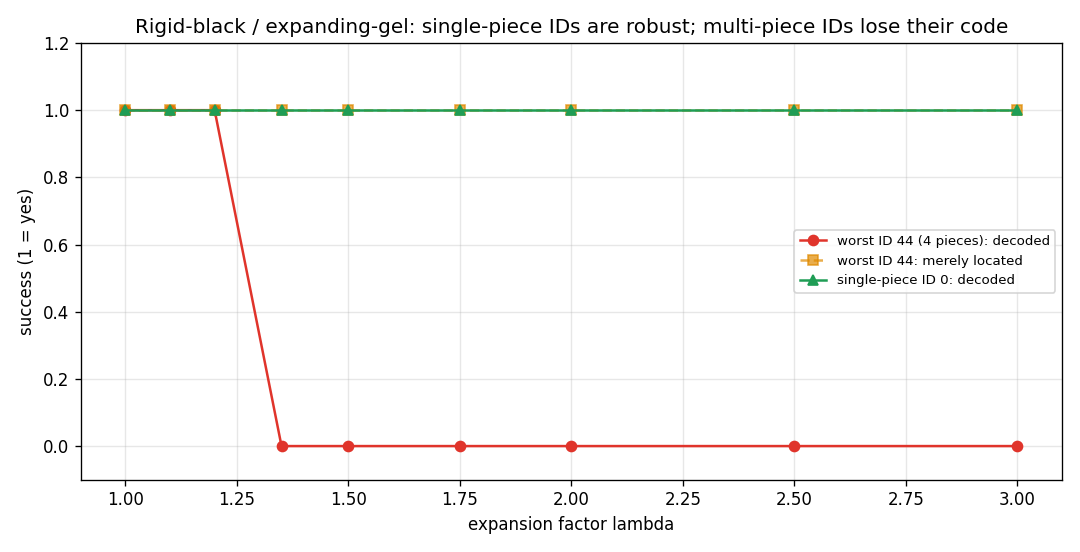 Rigid-black / expanding-gel: single-piece IDs are robust; multi-piece IDs lose their code
success (1 = yes)
1.2
1.0
0.8
0.6
0.4
0.2
0.0
worst ID 44 (4 pieces): decoded
worst ID 44: merely located
single-piece ID 0: decoded
1.00 1.25 1.50 1.75 2.00 2.25 2.50 2.75 3.00
expansion factor lambda